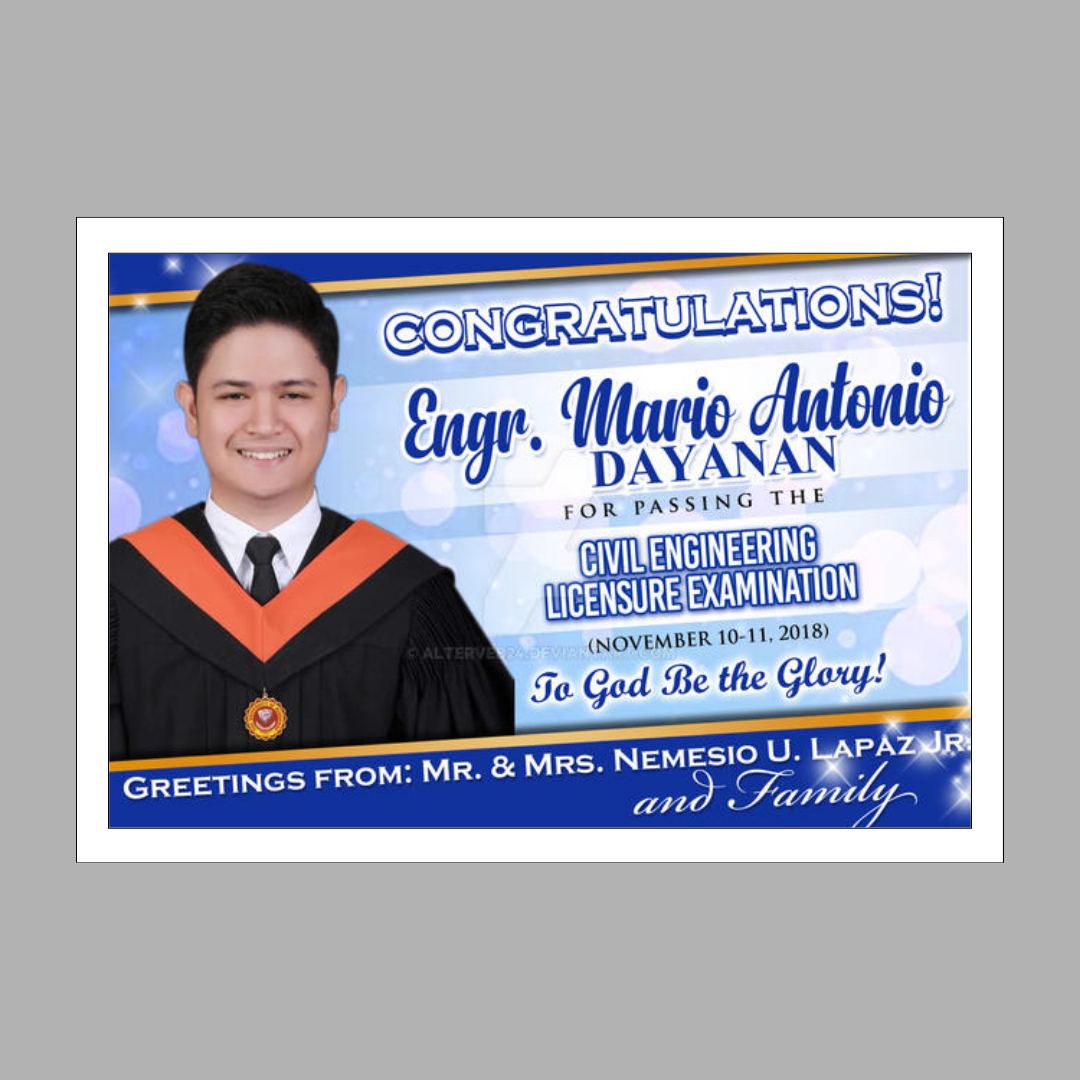 CONGRATULATIONS!
Engr. Mario Antonio
DAYANAN
FOR PASSING THE
CIVIL ENGINEERING
LICENSURE EXAMINATION
(NOVEMBER 10-11, 2018)
© ALTERVER24.DEVIANTART.COM
To God Be the Glory!
GREETINGS FROM: MR. & MRS. NEMESIO U. LAPAZ JR.
and Family